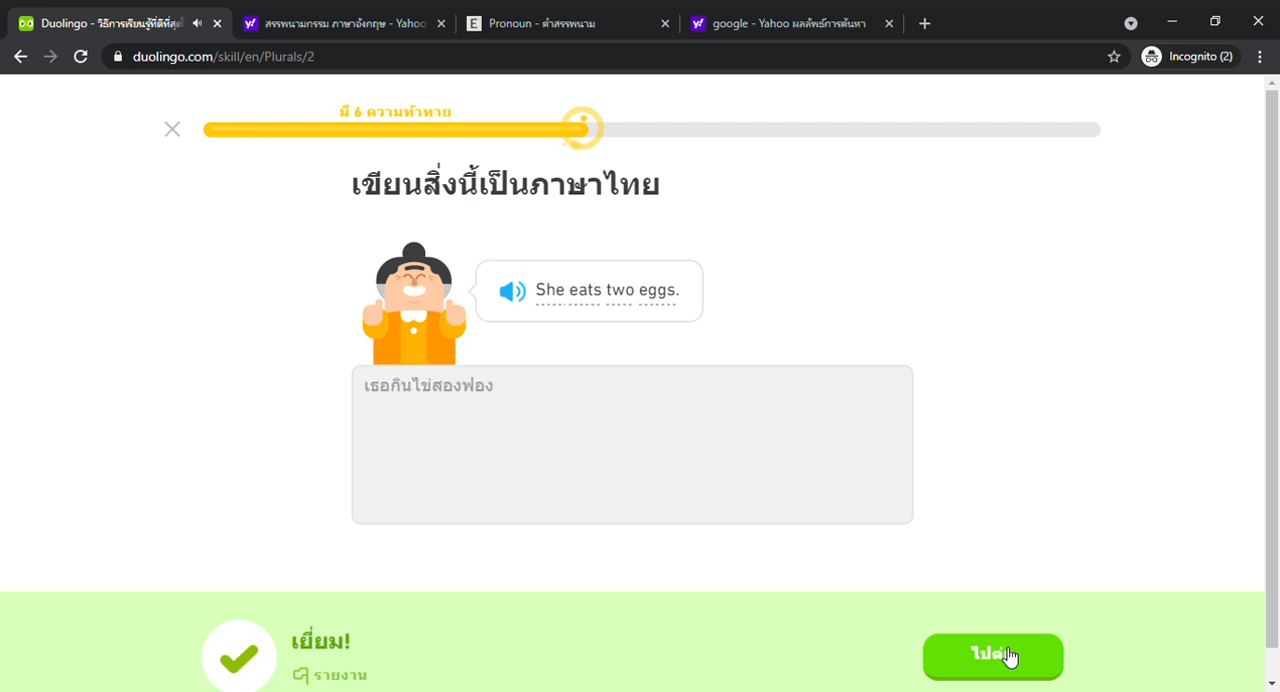 Duolingo - วิธีการเรียนรู้ที่ดีที่สุด
สรรพนามกรรม ภาษาอังกฤษ - Yahoo
Pronoun - คำสรรพนาม
google - Yahoo ผลลัพธ์การค้นหา
duolingo.com/skill/en/Plurals/2
Incognito (2)
มี 6 ความท้าทาย
เขียนสิ่งนี้เป็นภาษาไทย
She eats two eggs.
เธอกินไข่สองฟอง
เยี่ยม!
รายงาน